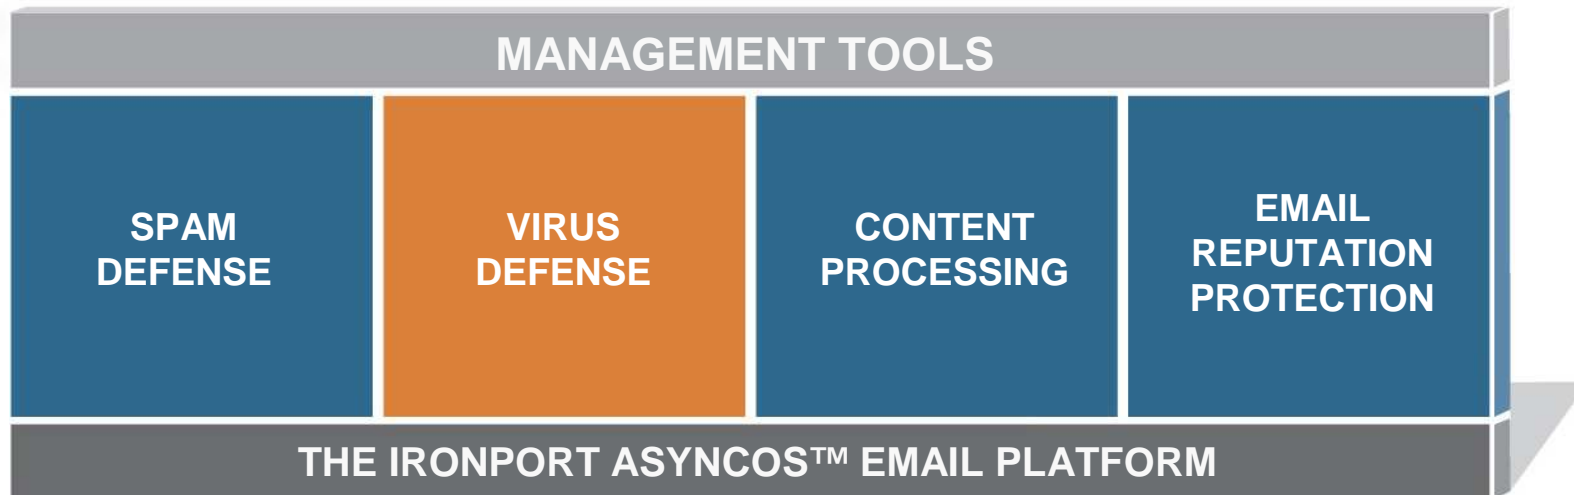 MANAGEMENT TOOLS
SPAM
DEFENSE
VIRUS
DEFENSE
CONTENT
PROCESSING
EMAIL
REPUTATION
PROTECTION
THE IRONPORT ASYNCOS™ EMAIL PLATFORM